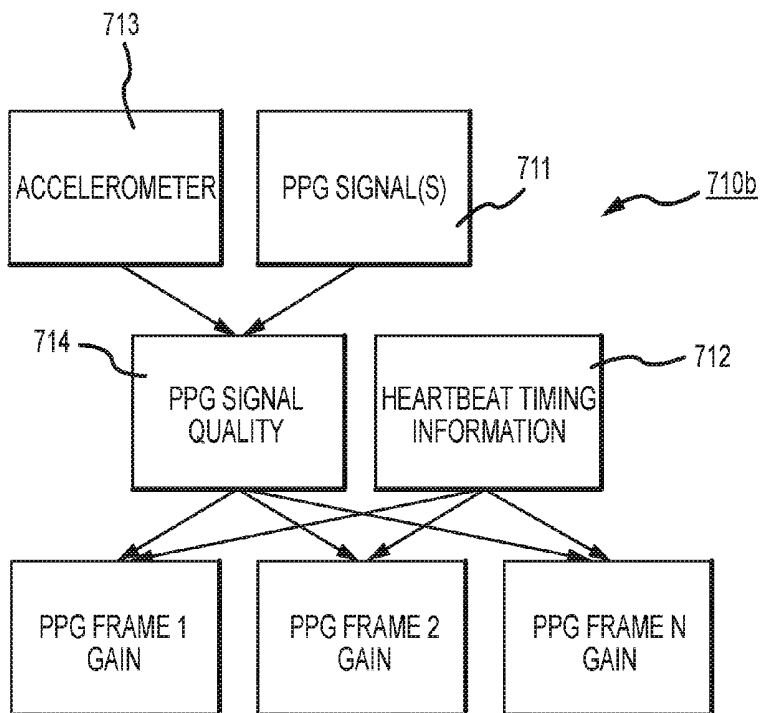 713
ACCELEROMETER
PPG SIGNAL(S)
711
710b
714
PPG SIGNAL
QUALITY
HEARTBEAT TIMING
INFORMATION
712
PPG FRAME 1
GAIN
PPG FRAME 2
GAIN
PPG FRAME N
GAIN